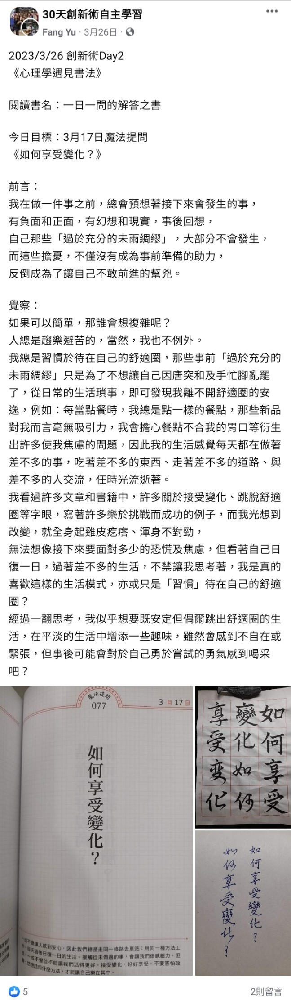 30天創新術自主學習
Fang Yu · 3月26日 ·
2023/3/26 創新術Day2
《心理學遇見書法》
閱讀書名：一日一問的解答之書
今日目標：3月17日魔法提問
《如何享受變化？》
前言：
我在做一件事之前，總會預想著接下來會發生的事，
有負面和正面，有幻想和現實，事後回想，
自己那些「過於充分的未雨綢繆」，大部分不會發生，
而這些擔憂，不僅沒有成為事前準備的助力，
反倒成為了讓自己不敢前進的幫兇。
覺察：
如果可以簡單，那誰會想複雜呢？
人總是趨樂避苦的，當然，我也不例外。
我總是習慣於待在自己的舒適圈，那些事前「過於充分的
未雨綢繆」只是為了不想讓自己因唐突和及手忙腳亂罷
了，從日常的生活瑣事，即可發現我離不開舒適圈的安
逸，例如：每當點餐時，我總是點一樣的餐點，那些新品
對我而言毫無吸引力，我會擔心餐點不合我的胃口等衍生
出許多使我焦慮的問題，因此我的生活感覺每天都在做著
差不多的事，吃著差不多的東西、走著差不多的道路、與
差不多的人交流，任時光流逝著。
我看過許多文章和書籍中，許多關於接受變化、跳脫舒適
圈等字眼，寫著許多樂於挑戰而成功的例子，而我光想到
改變，就全身起雞皮疙瘩、渾身不對勁，
無法想像接下來要面對多少的恐慌及焦慮，但看著自己日
復一日，過著差不多的生活，不禁讓我思考著，我是真的
喜歡這樣的生活模式，亦或只是「習慣」待在自己的舒適
圈？
經過一翻思考，我似乎想要既安定但偶爾跳出舒適圈的生
活，在平淡的生活中增添一些趣味，雖然會感到不自在或
緊張，但事後可能會對於自己勇於嘗試的勇氣感到喝采
吧？
魔法提問
077
3月17日
如何享受變化？
一成不變讓人感到安心，因此我們總是走同一條路去車站；用同一種方法工
，每天過著日復一日的生活。接觸從未做過的事，會讓我們倍感壓力。但
，一成不變並不能讓我們活得更好。接受變化，好好享受。不要害怕改
，想想該用什麼方法，才能讓自己樂在其中。
如何享受
變化如何
享受变化
如何享受變化？
如何享受變化？
5
2則留言